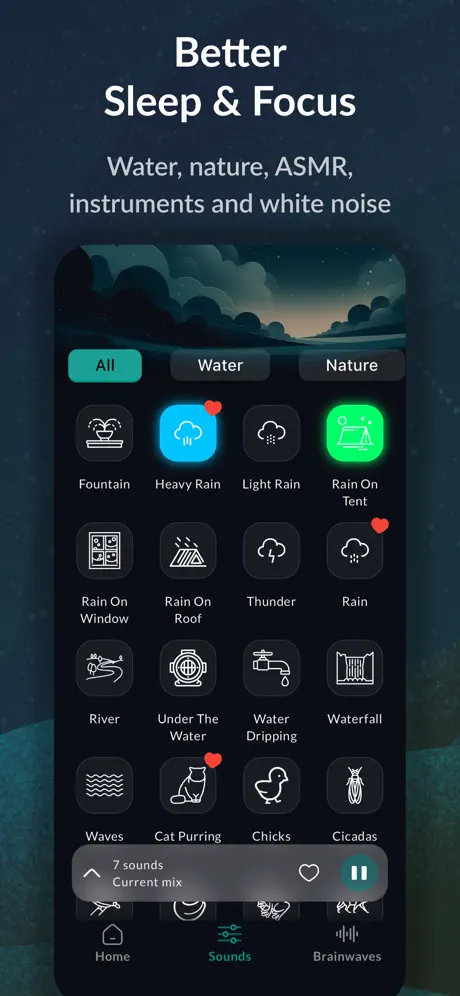 Better
Sleep & Focus
Water, nature, ASMR,
instruments and white noise
All
Water
Nature
Fountain
Heavy Rain
Light Rain
Rain On
Tent
Rain On
Window
Rain On
Roof
Thunder
Rain
River
Under The
Water
Water
Dripping
Waterfall
Waves
Cat Purring
Chicks
Cicadas
7 sounds
Current mix
Home
Sounds
Brainwaves